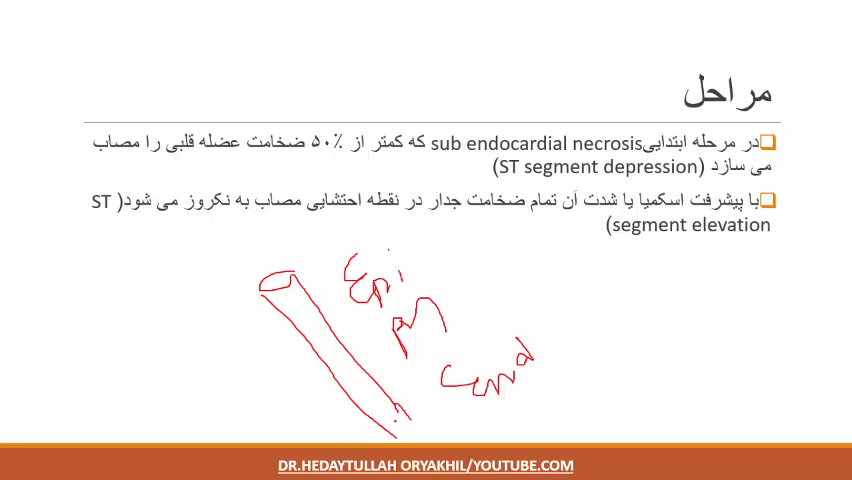 مراحل
در مرحله ابتدایی sub endocardial necrosis که کمتر از ۵۰٪ ضخامت عضله قلبی را مصاب
می سازد (ST segment depression)
با پیشرفت اسکمیا یا شدت آن تمام ضخامت جدار در نقطه احتشایی مصاب به نکروز می شود( ST
segment elevation)
Epi
DR.HEDAYTULLAH ORYAKHIL/YOUTUBE.COM